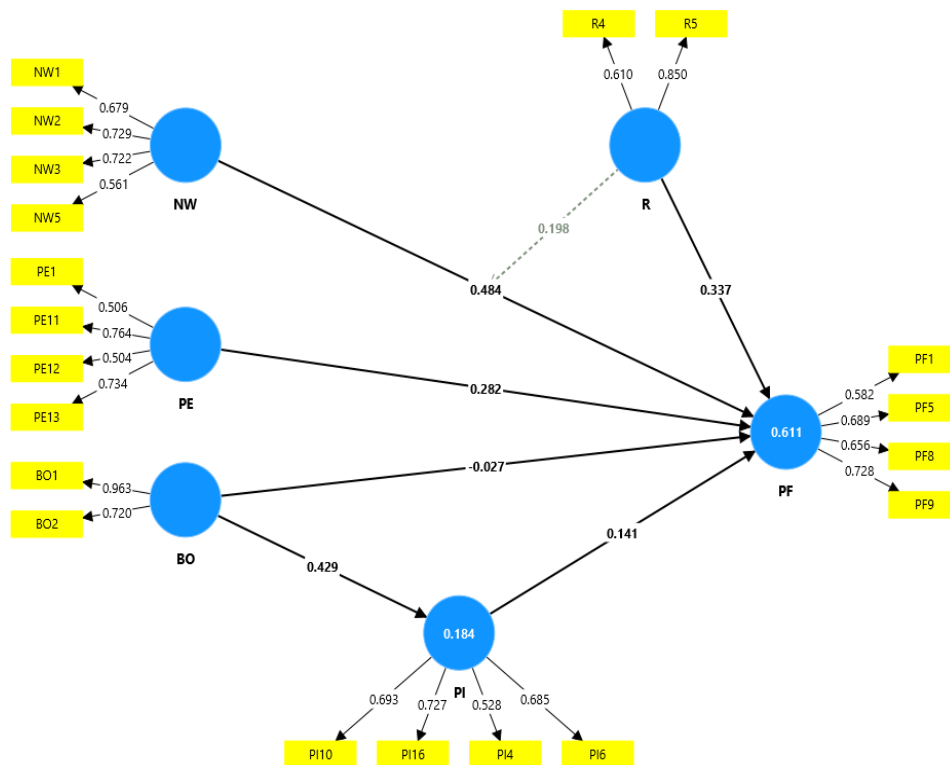 R4
R5
0.610
0.850
R
NW1
NW2
NW3
NW5
0.679
0.729
0.722
0.561
NW
0.198
0.484
0.337
PE1
PE11
PE12
PE13
0.506
0.764
0.504
0.734
PE
0.282
BO1
BO2
0.963
0.720
BO
-0.027
0.429
0.141
0.611
PF
0.582
0.689
0.656
0.728
PF1
PF5
PF8
PF9
0.184
PI
0.693
0.727
0.528
0.685
PI10
PI16
PI4
PI6